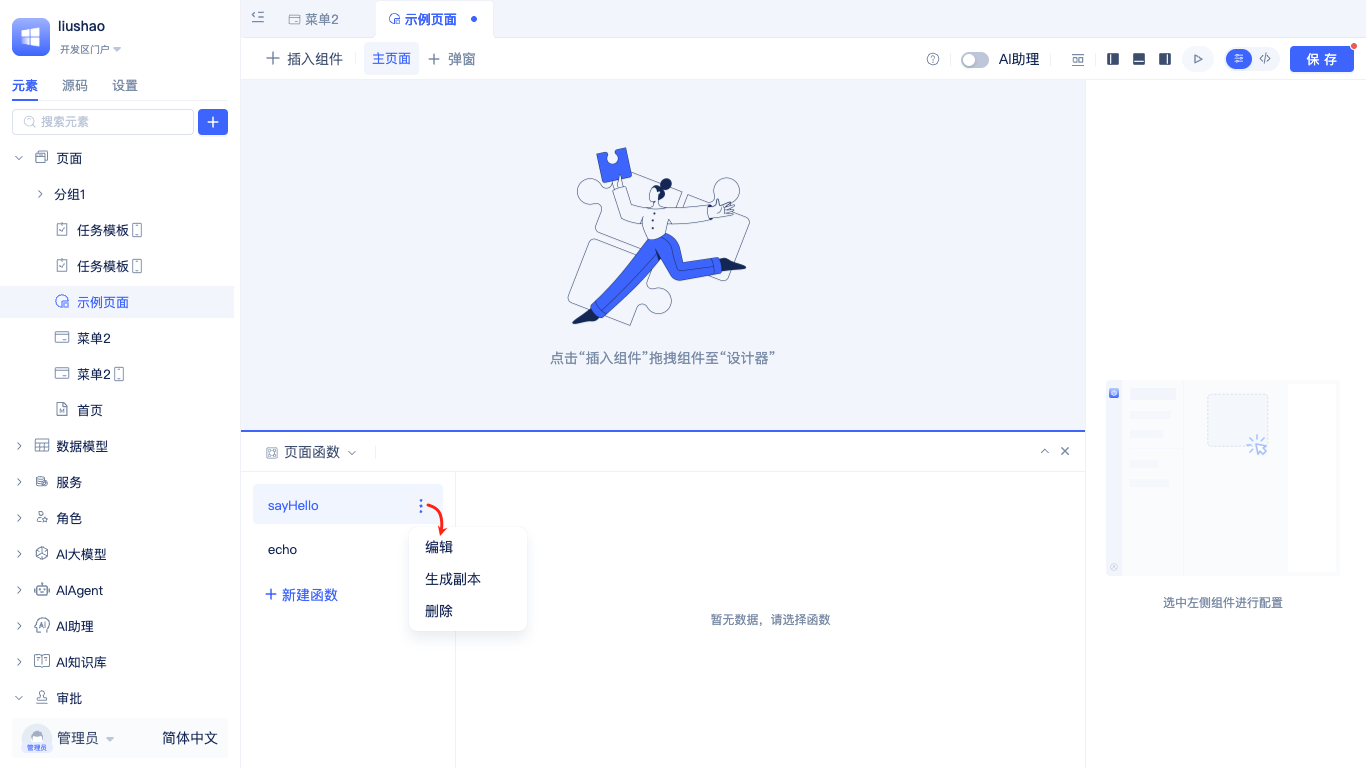 liushao
开发区门户
元素 源码 设置
搜索元素
页面
分组1
任务模板
任务模板
示例页面
菜单2
菜单2
首页
数据模型
服务
角色
AI大模型
AIAgent
AI助理
AI知识库
审批
管理员
管理员 简体中文
菜单2 示例页面
插入组件 主页面 弹窗
AI助理
保存
点击“插入组件”拖拽组件至“设计器”
页面函数
sayHello
echo
新建函数
编辑
生成副本
删除
暂无数据，请选择函数
选中左侧组件进行配置